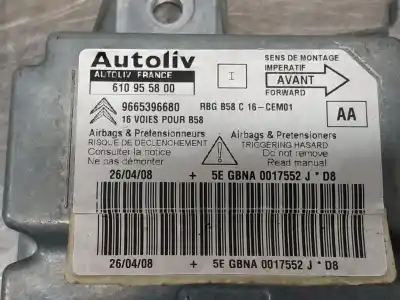 Autoliv
AUTOLIV FRANCE
610 95 58 00
I
SENS DE MONTAGE
IMPERATIF
AVANT
FORWARD
9665396680
RBG B58 C 16-CEM01
16 VOIES POUR B58
AA
Airbags & Pretensionneurs
RISQUE DE DECLENCHEMENT
Consulter la notice
Ne pas démonter
Airbags & Pretensioners
TRIGGERING HASARD
Do not remove
Read manual
26/04/08 + 5E GBNA 0017552 J * D8
26/04/08 + 5E GBNA 0017552 J * D8